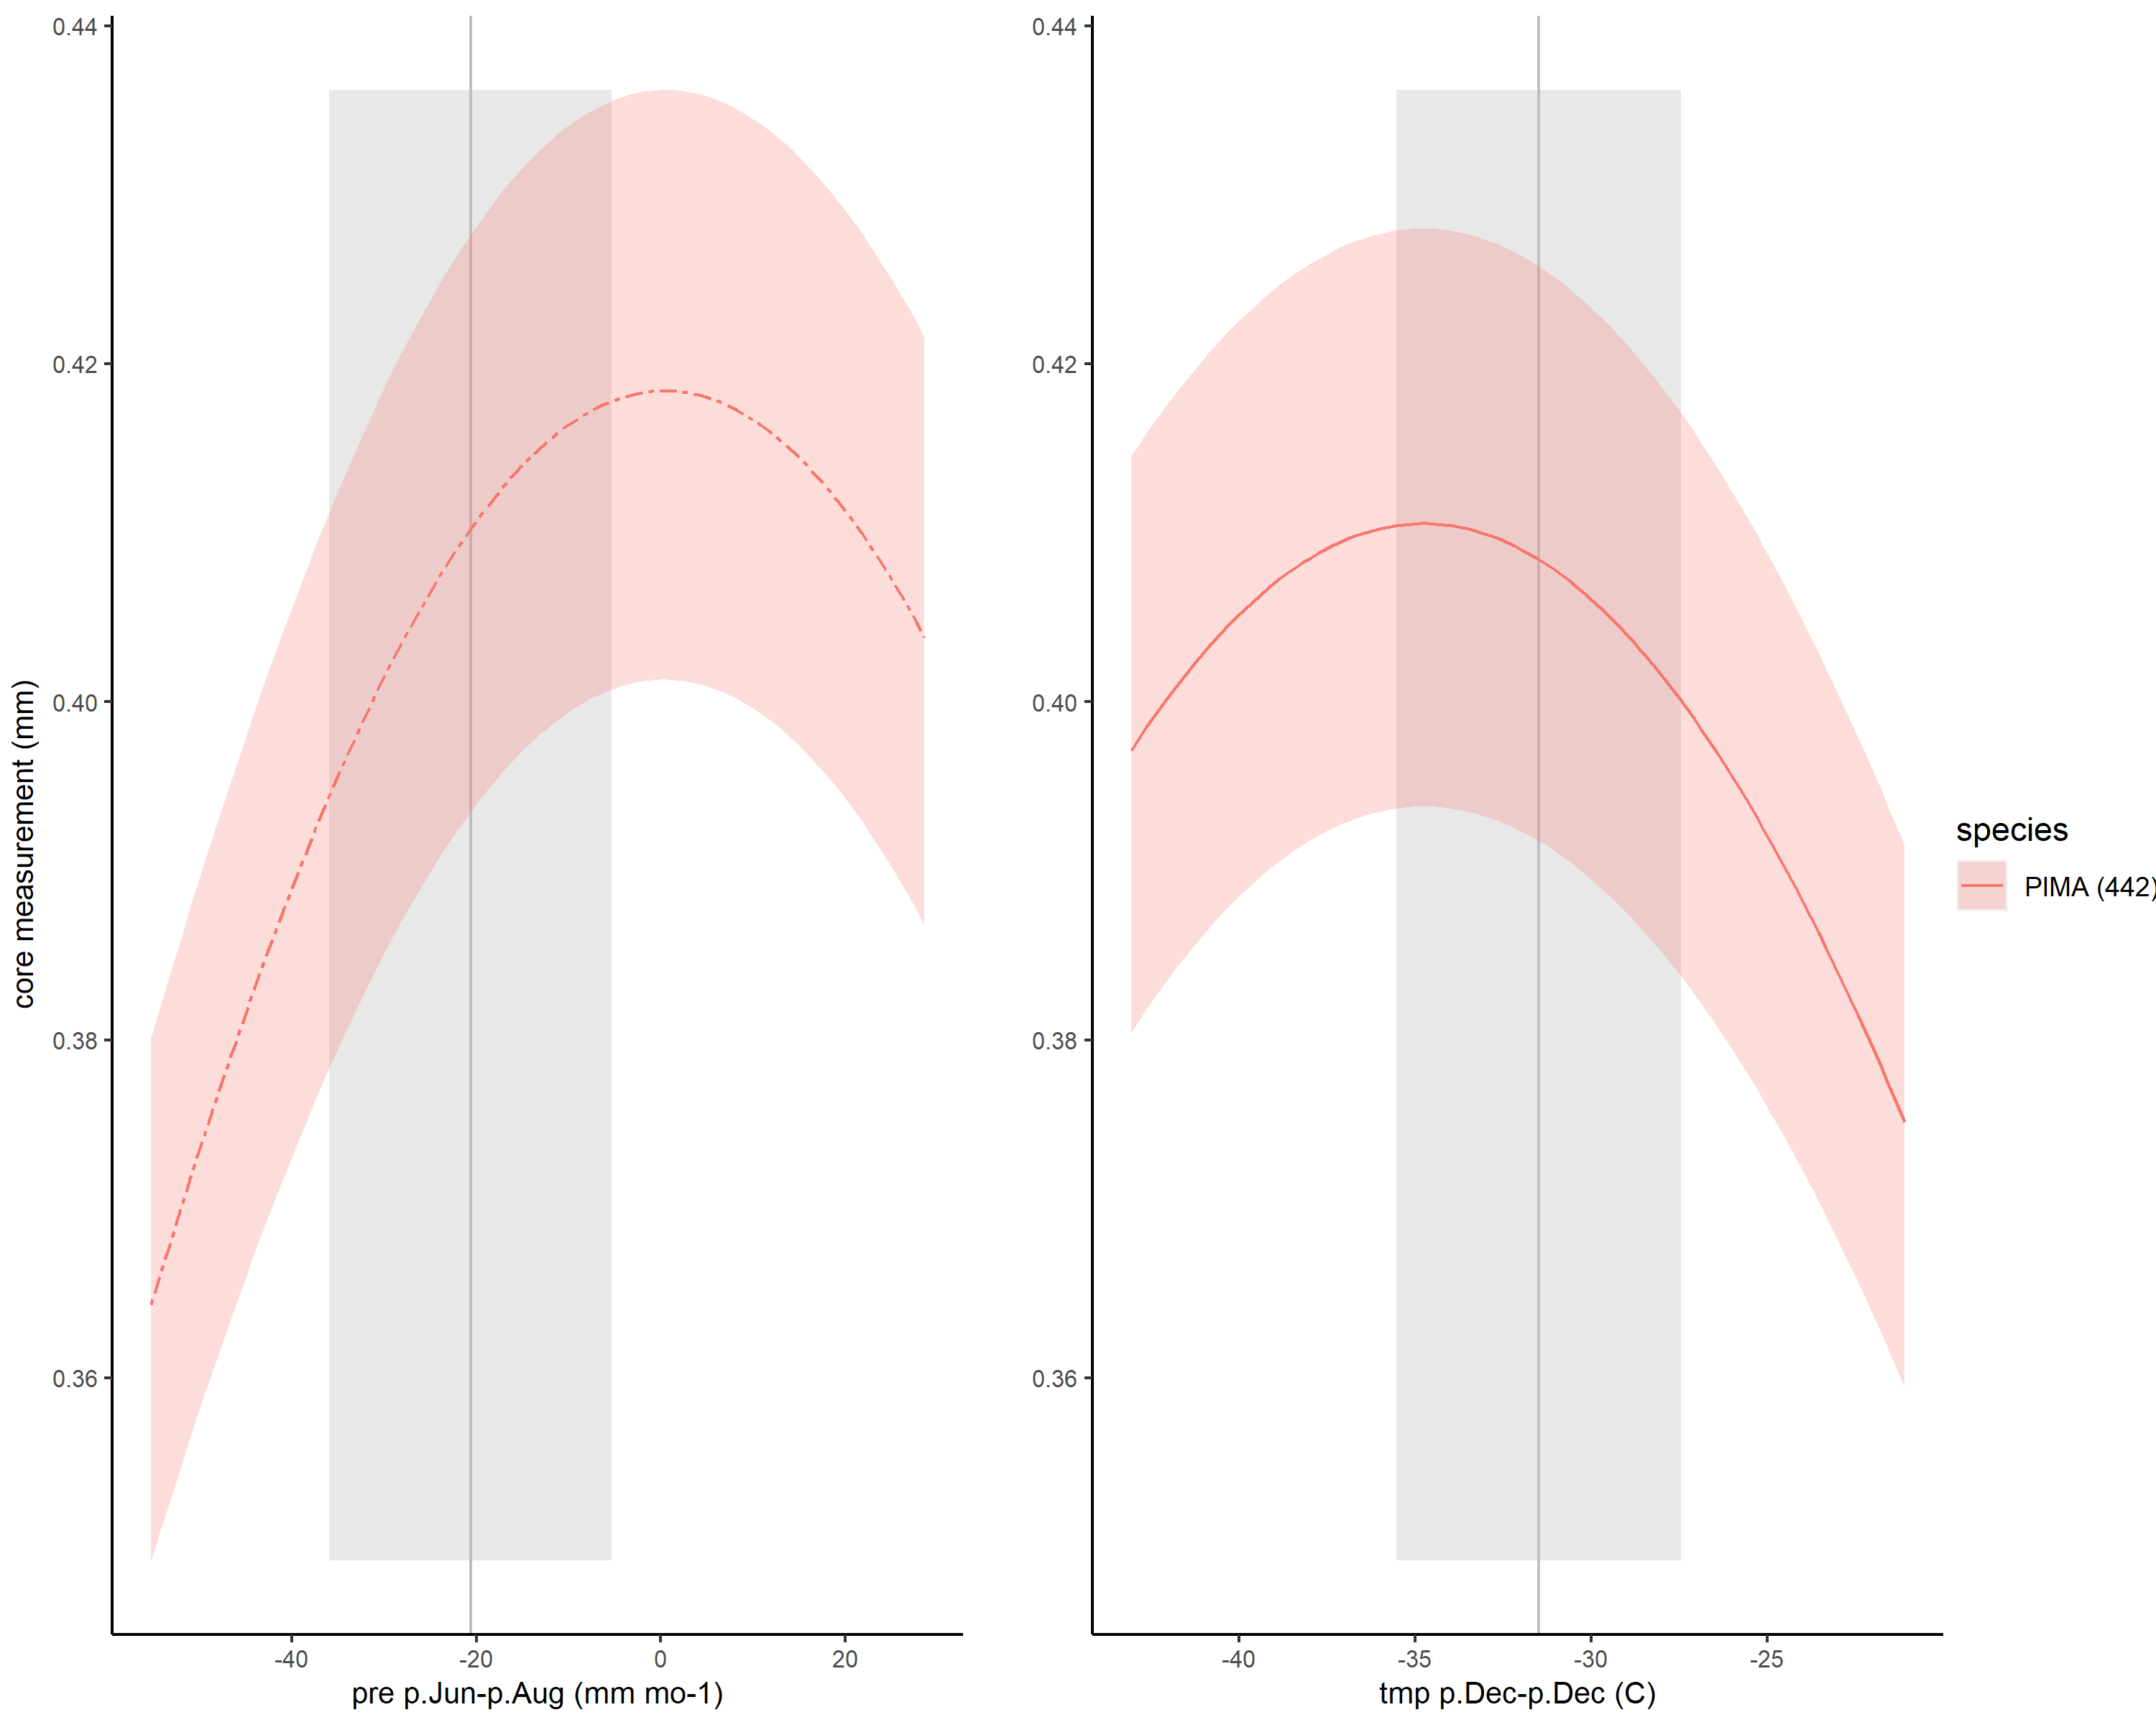 0.44
0.42
0.40
0.38
0.36
core measurement (mm)
-40 -20 0 20
pre p.Jun-p.Aug (mm mo-1)
0.44
0.42
0.40
0.38
0.36
-40 -35 -30 -25
tmp p.Dec-p.Dec (C)
species
PIMA (442)